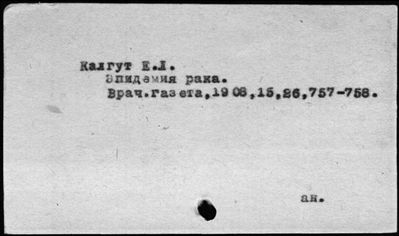 Калгут Е.Л.
Эпидемия рака.
Врач.газета,1908,15,26,757-758.
ан.